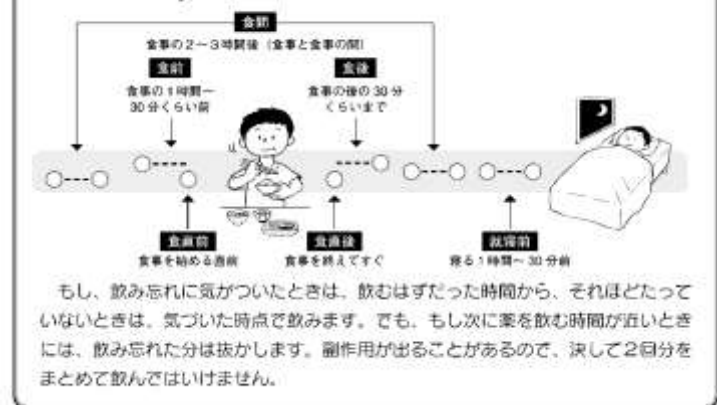 食間
食事の2〜3時間後（食事と食事の間）
食前
食事の1時間〜
30分くらい前
食後
食事の後の30分
くらいまで
食直前
食事を始める直前
食直後
食事を終えてすぐ
就寝前
寝る1時間〜30分前
もし、飲み忘れに気がついたときは、飲むはずだった時間から、それほどたって
いないときは、気づいた時点で飲みます。でも、もし次に薬を飲む時間が近いとき
には、飲み忘れた分は抜かします。副作用が出ることがあるので、決して2回分を
まとめて飲んではいけません。